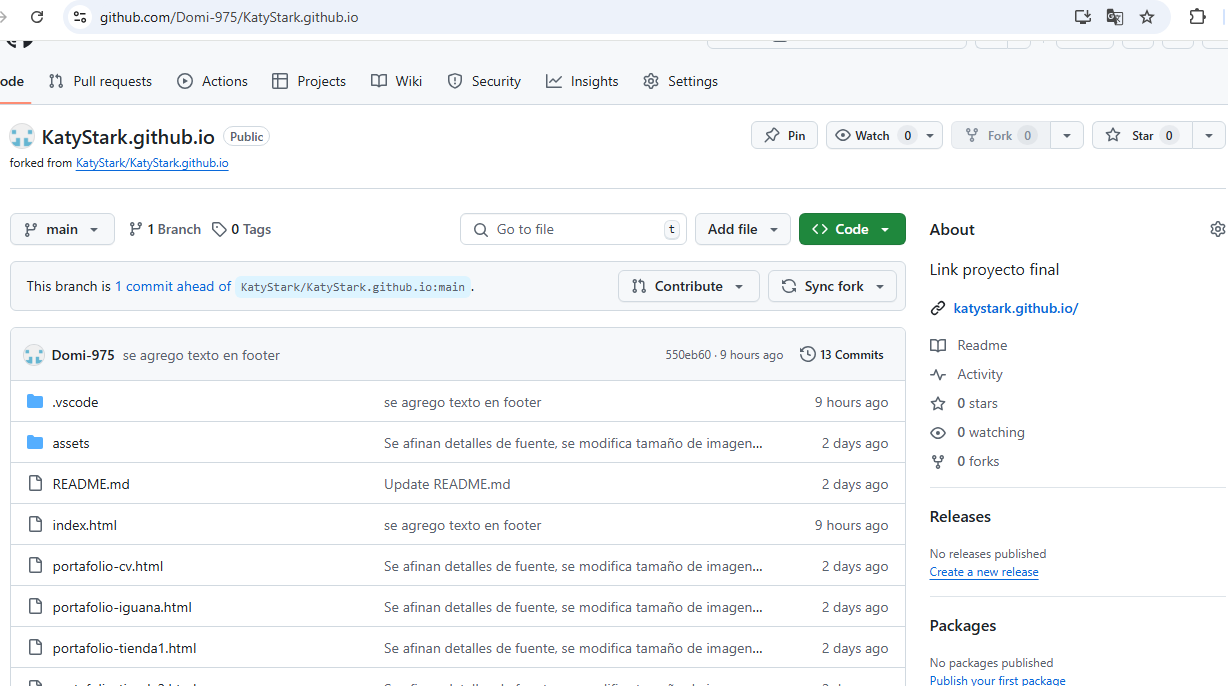 github.com/Domi-975/KatyStark.github.io
ode Pull requests Actions Projects Wiki Security Insights Settings
KatyStark.github.io Public Pin Watch 0 Fork 0 Star 0
forked from KatyStark/KatyStark.github.io
main 1 Branch 0 Tags Go to file t Add file <> Code
This branch is 1 commit ahead of KatyStark/KatyStark.github.io:main .
Contribute Sync fork
Domi-975 se agrego texto en footer 550eb60 · 9 hours ago 13 Commits
.vscode se agrego texto en footer 9 hours ago
assets Se afinan detalles de fuente, se modifica tamaño de imagen... 2 days ago
README.md Update README.md 2 days ago
index.html se agrego texto en footer 9 hours ago
portafolio-cv.html Se afinan detalles de fuente, se modifica tamaño de imagen... 2 days ago
portafolio-iguana.html Se afinan detalles de fuente, se modifica tamaño de imagen... 2 days ago
portafolio-tienda1.html Se afinan detalles de fuente, se modifica tamaño de imagen... 2 days ago
About
Link proyecto final
katystark.github.io/
Readme
Activity
0 stars
0 watching
0 forks
Releases
No releases published
Create a new release
Packages
No packages published
Publish your first package